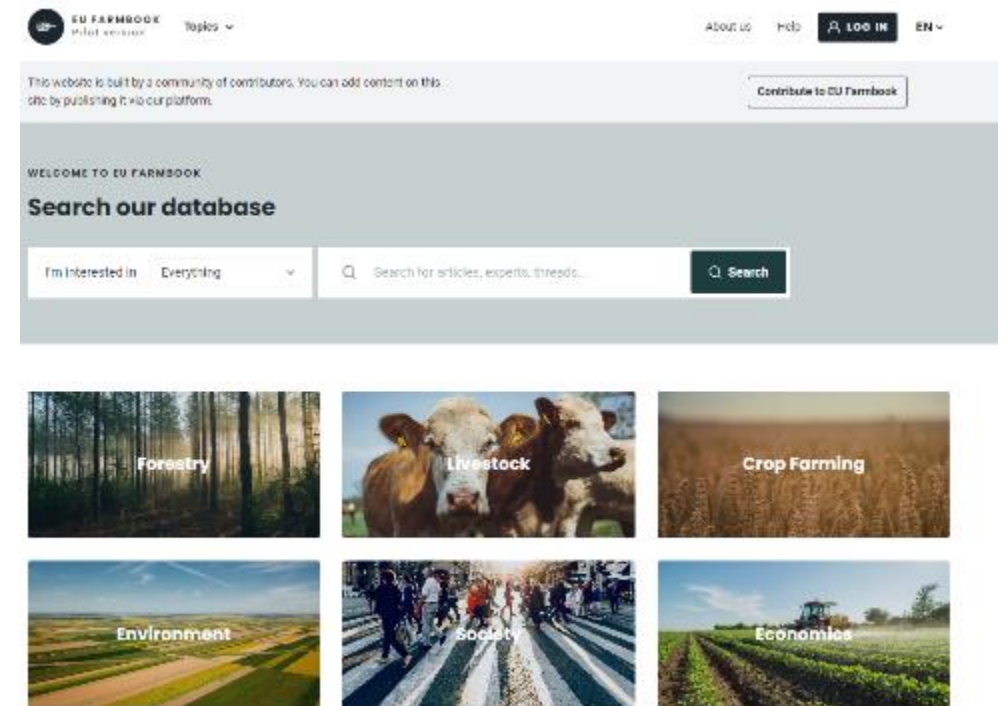 EU FARMBOOK
Pilot version
Topics
About us
Help
LOG IN
EN
This website is built by a community of contributors. You can add content on this
site by publishing it via our platform.
Contribute to EU Farmbook
WELCOME TO EU FARMBOOK
Search our database
I'm interested in
Everything
Search for articles, experts, threads...
Search
Forestry
Livestock
Crop Farming
Environment
Society
Economics